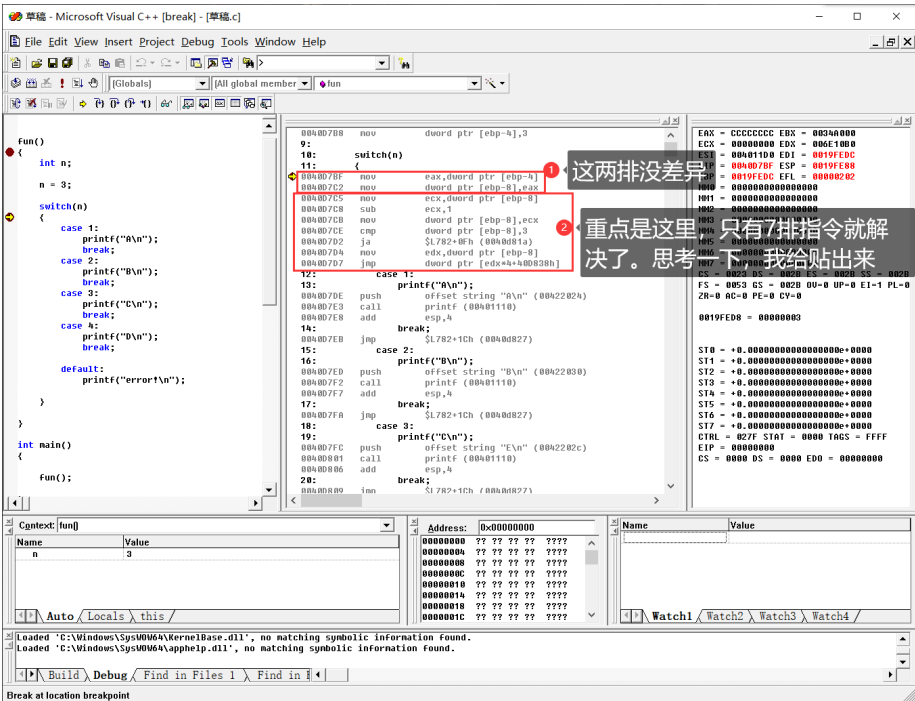 草稿 - Microsoft Visual C++ [break] - [草稿.c]
File Edit View Insert Project Debug Tools Window Help
[Globals] [All global member fun
fun()
{
int n;
n = 3;
switch(n)
{
case 1:
printf("A\n");
break;
case 2:
printf("B\n");
break;
case 3:
printf("C\n");
break;
case 4:
printf("D\n");
break;
default:
printf("error!\n");
}
}
int main()
{
fun();
0040D7B8 mov dword ptr [ebp-4],3
9:
10: switch(n)
11: {
0040D7BF mov eax,dword ptr [ebp-4]
0040D7C2 mov dword ptr [ebp-8],eax
0040D7C5 mov ecx,dword ptr [ebp-8]
0040D7C8 sub ecx,1
0040D7CB mov dword ptr [ebp-8],ecx
0040D7CE cmp dword ptr [ebp-8],3
0040D7D2 ja $L782+0Fh (0040d81a)
0040D7D4 mov edx,dword ptr [ebp-8]
0040D7D7 jmp dword ptr [edx*4+40D838h]
12: case 1:
13: printf("A\n");
0040D7DE push offset string "A\n" (00422024)
0040D7E3 call printf (00401110)
0040D7E8 add esp,4
14: break;
0040D7EB jmp $L782+1Ch (0040d827)
15: case 2:
16: printf("B\n");
0040D7ED push offset string "B\n" (00422030)
0040D7F2 call printf (00401110)
0040D7F7 add esp,4
17: break;
0040D7FA jmp $L782+1Ch (0040d827)
18: case 3:
19: printf("C\n");
0040D7FC push offset string "E\n" (0042202c)
0040D801 call printf (00401110)
0040D806 add esp,4
20: break;
0040D809 jmp $L782+1Ch (0040d827)
1 这两排没差异
2 重点是这里，只有7排指令就解
决了。思考一下，我给贴出来
EAX = CCCCCCCC EBX = 0034A000
ECX = 00000000 EDX = 006E10B0
ESI = 004011D0 EDI = 0019FEDC
EIP = 0040D7BF ESP = 0019FE88
EBP = 0019FEDC EFL = 00000202
MM0 = 0000000000000000
MM1 = 0000000000000000
MM2 = 0000000000000000
CS = 0023 DS = 002B ES = 002B SS = 002B
FS = 0053 GS = 002B OV=0 UP=0 EI=1 PL=0
ZR=0 AC=0 PE=0 CY=0
0019FED8 = 00000003
ST0 = +0.0000000000000000e+0000
ST1 = +0.0000000000000000e+0000
ST2 = +0.0000000000000000e+0000
ST3 = +0.0000000000000000e+0000
ST4 = +0.0000000000000000e+0000
ST5 = +0.0000000000000000e+0000
ST6 = +0.0000000000000000e+0000
ST7 = +0.0000000000000000e+0000
CTRL = 027F STAT = 0000 TAGS = FFFF
EIP = 00000000
CS = 0000 DS = 0000 EDO = 00000000
Context: fun()
Name Value
n 3
Auto Locals this
Address: 0x00000000
00000000 ?? ?? ?? ?? ????
00000004 ?? ?? ?? ?? ????
00000008 ?? ?? ?? ?? ????
0000000C ?? ?? ?? ?? ????
00000010 ?? ?? ?? ?? ????
00000014 ?? ?? ?? ?? ????
00000018 ?? ?? ?? ?? ????
0000001C ?? ?? ?? ?? ????
Name Value
Watch1 Watch2 Watch3 Watch4
Loaded 'C:\Windows\SysWOW64\KernelBase.dll', no matching symbolic information found.
Loaded 'C:\Windows\SysWOW64\apphelp.dll', no matching symbolic information found.
Build Debug Find in Files 1 Find in
Break at location breakpoint